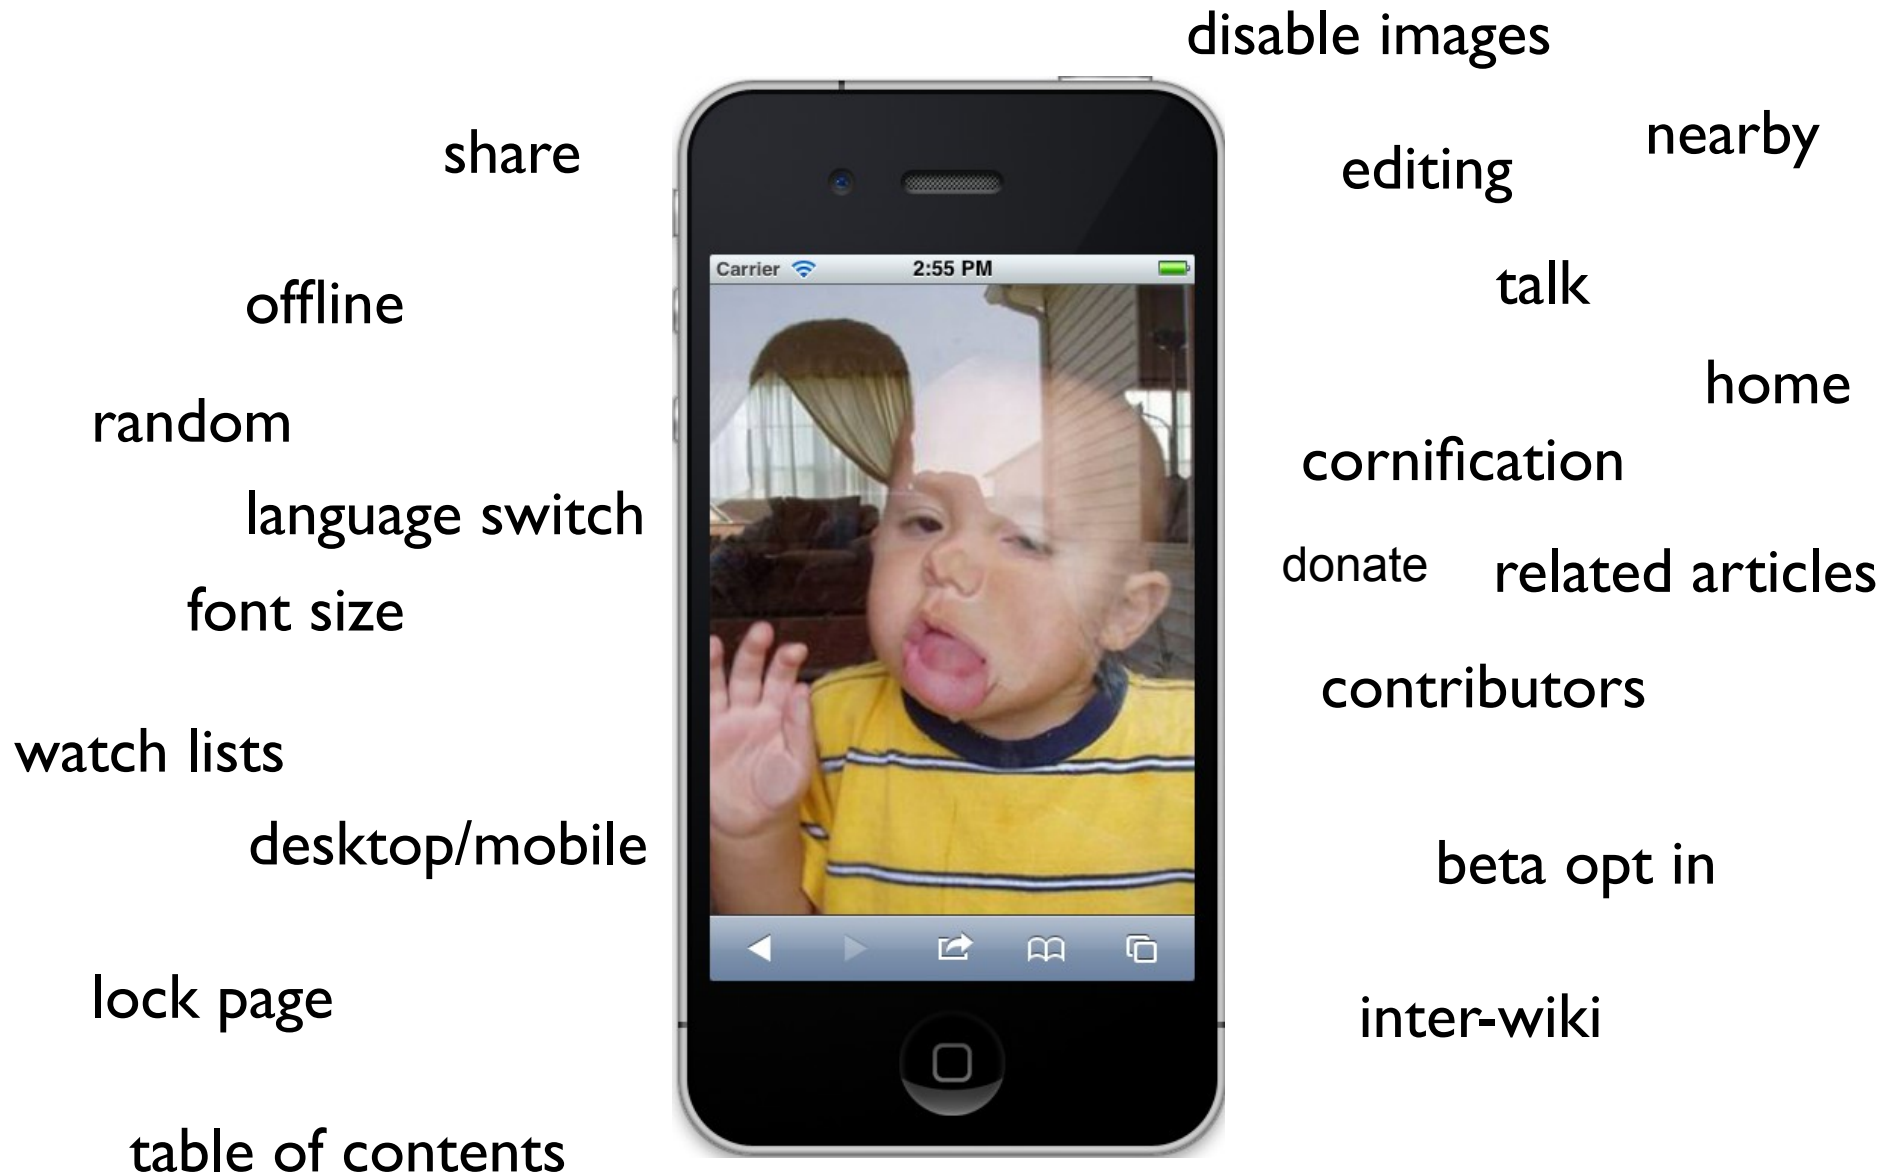 disable images
nearby
share
editing
Carrier 2:55 PM
talk
offline
home
random
cornification
language switch
donate
related articles
font size
contributors
watch lists
desktop/mobile
beta opt in
lock page
inter-wiki
table of contents